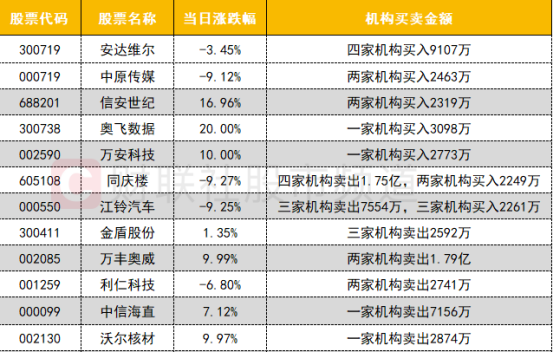 股票代码 股票名称 当日涨跌幅 机构买卖金额
300719 安达维尔 -3.45% 四家机构买入9107万
000719 中原传媒 -9.12% 两家机构买入2463万
688201 信安世纪 16.96% 两家机构买入2319万
300738 奥飞数据 20.00% 一家机构买入3098万
002590 万安科技 10.00% 一家机构买入2773万
605108 同庆楼 -9.27% 四家机构卖出1.75亿，两家机构买入2249万
000550 江铃汽车 -9.25% 三家机构卖出7554万，三家机构买入2261万
300411 金盾股份 1.35% 三家机构卖出2592万
002085 万丰奥威 9.99% 两家机构卖出1.79亿
001259 利仁科技 -6.80% 两家机构卖出2741万
000099 中信海直 7.12% 一家机构卖出7156万
002130 沃尔核材 9.97% 一家机构卖出2874万